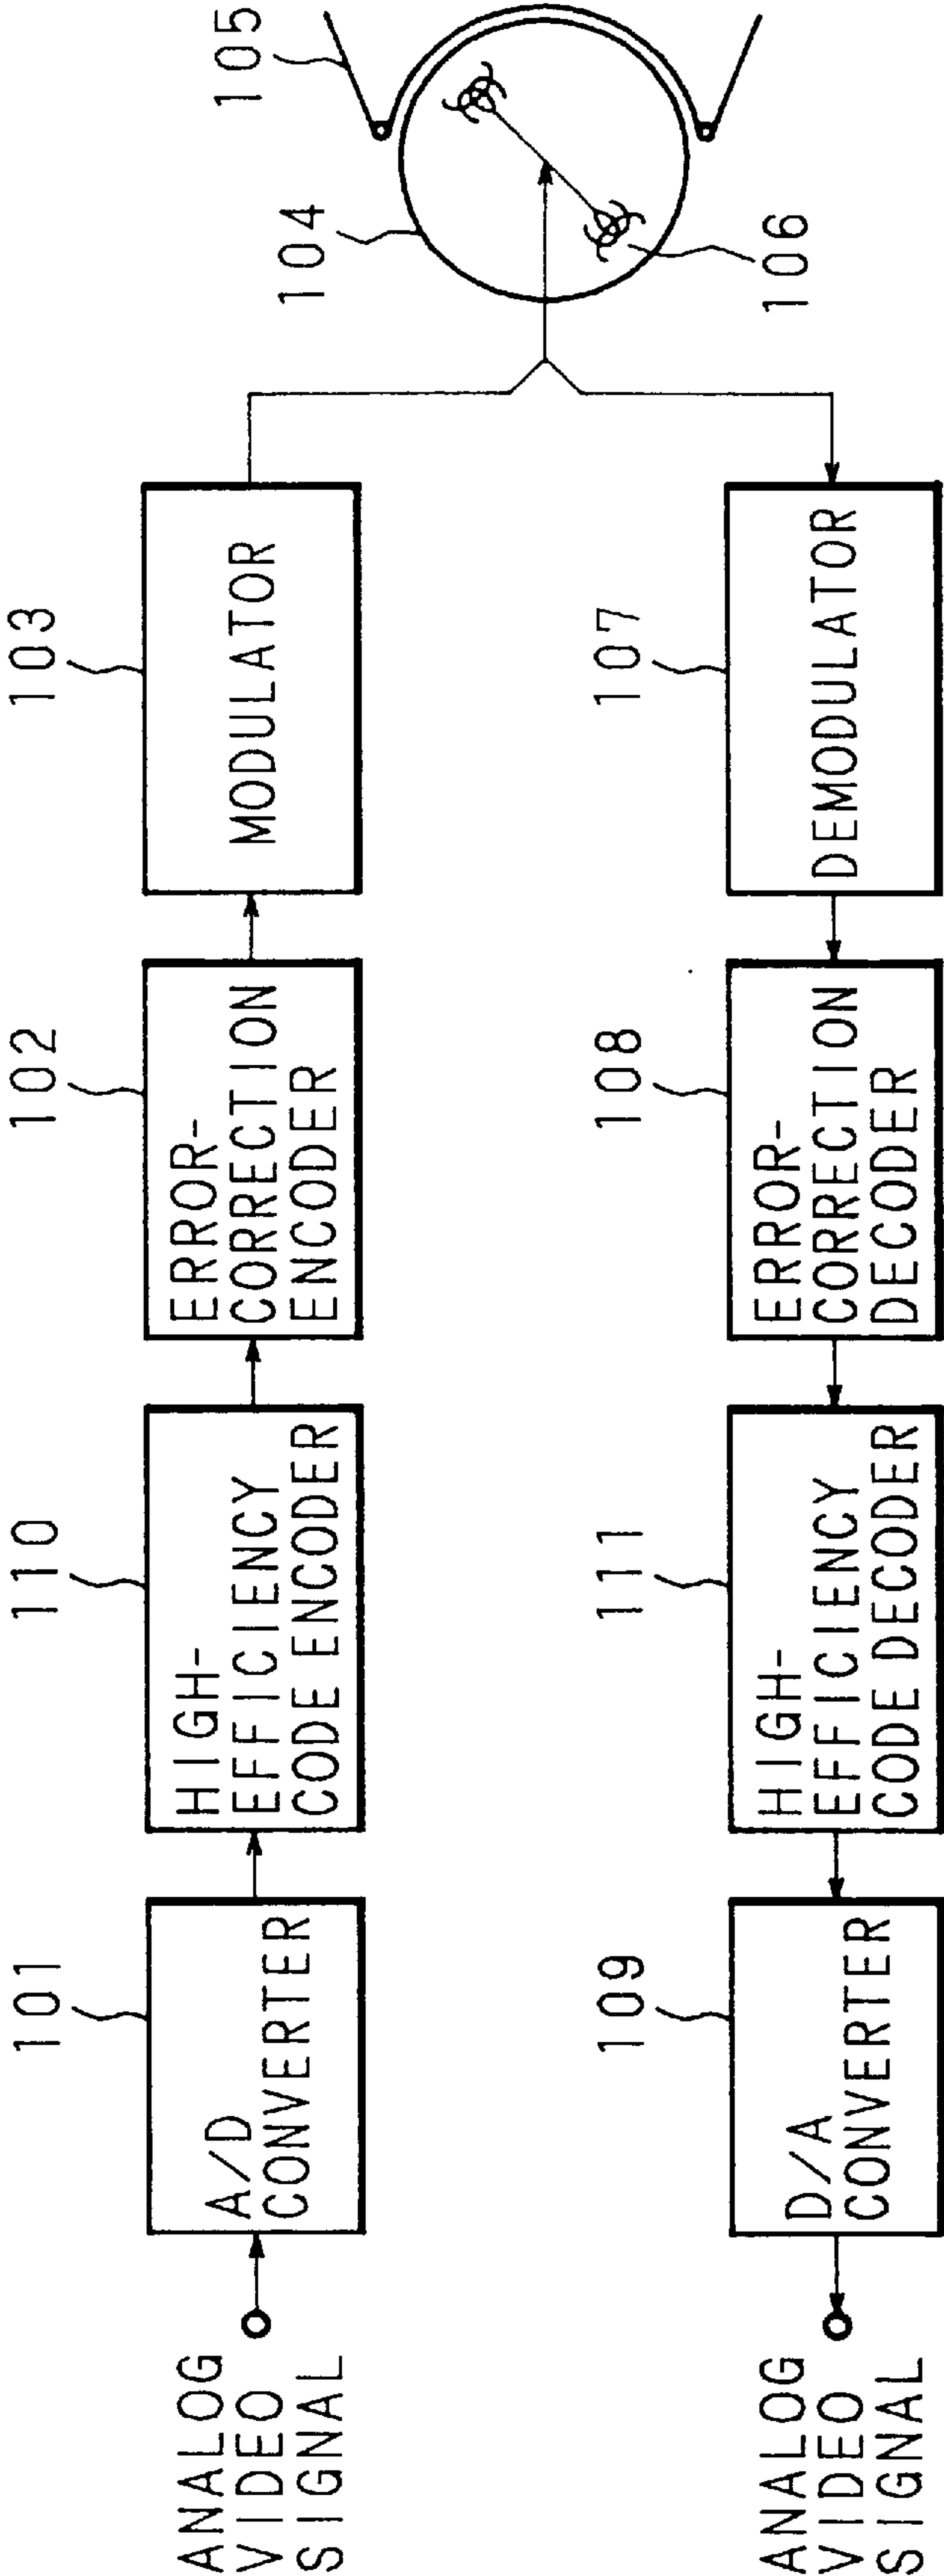 101
110
102
103
ANALOG
VIDEO
SIGNAL
A/D
CONVERTER
HIGH-
EFFICIENCY
CODE ENCODER
ERROR-
CORRECTION
ENCODER
MODULATOR
104
105
106
109
111
108
107
ANALOG
VIDEO
SIGNAL
D/A
CONVERTER
HIGH-
EFFICIENCY
CODE DECODER
ERROR-
CORRECTION
DECODER
DEMODULATOR